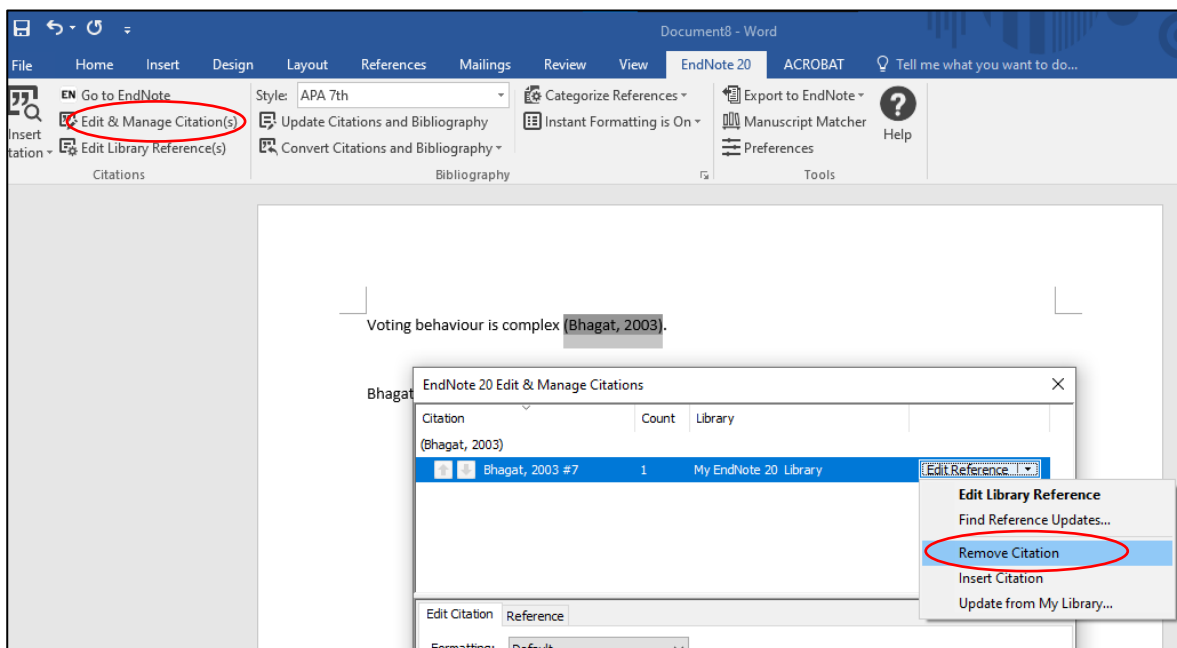 Document8 - Word
File Home Insert Design Layout References Mailings Review View EndNote 20 ACROBAT Tell me what you want to do...
EN Go to EndNote Style: APA 7th Categorize References Export to EndNote
Edit & Manage Citation(s) Update Citations and Bibliography Instant Formatting is On Manuscript Matcher Help
Insert
Edit Library Reference(s) Convert Citations and Bibliography Preferences
Citations Bibliography Tools
Voting behaviour is complex (Bhagat, 2003).
Bhagat
EndNote 20 Edit & Manage Citations
Citation Count Library
(Bhagat, 2003)
Bhagat, 2003 #7 1 My EndNote 20 Library Edit Reference
Edit Library Reference
Find Reference Updates...
Remove Citation
Insert Citation
Update from My Library...
Edit Citation Reference
Formatting: Default